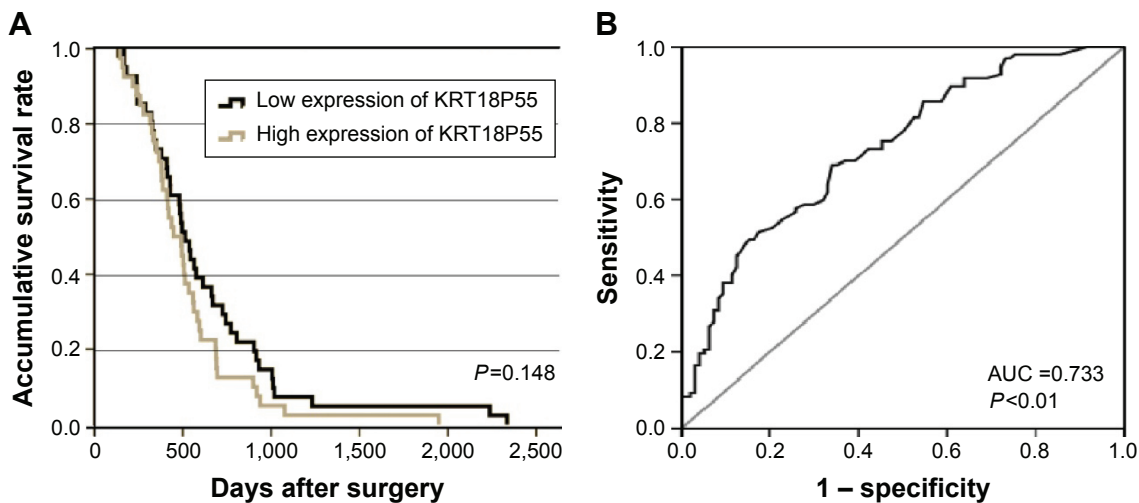 A
Accumulative survival rate
1.0
0.8
0.6
0.4
0.2
0.0
Low expression of KRT18P55
High expression of KRT18P55
P=0.148
0
500
1,000
1,500
2,000
2,500
Days after surgery
B
Sensitivity
1.0
0.8
0.6
0.4
0.2
0.0
AUC =0.733
P<0.01
0.0
0.2
0.4
0.6
0.8
1.0
1 – specificity